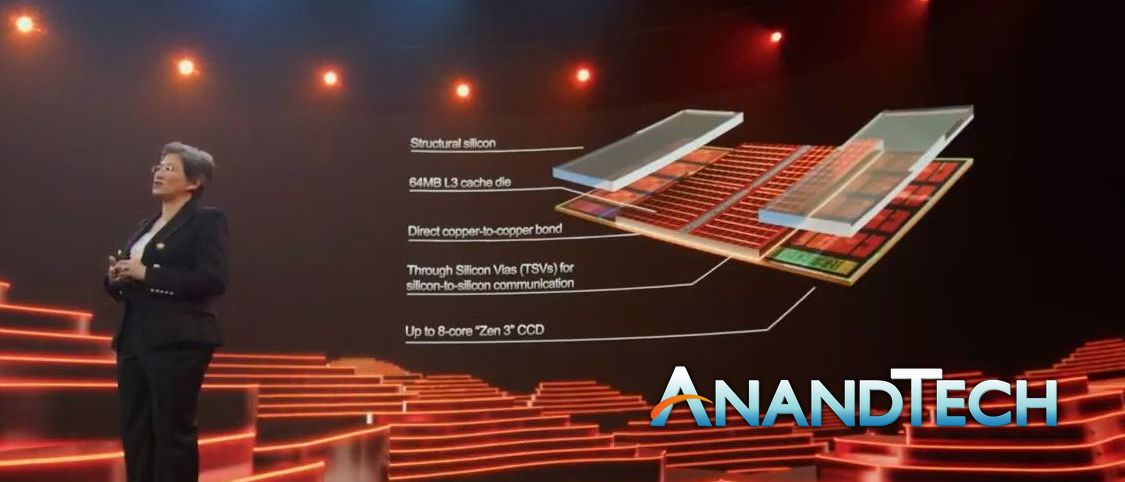 Structural silicon
64MB L3 cache die
Direct copper-to-copper bond
Through Silicon Vias (TSVs) for
silicon-to-silicon communication
Up to 8-core “Zen 3” CCD
ANANDTECH